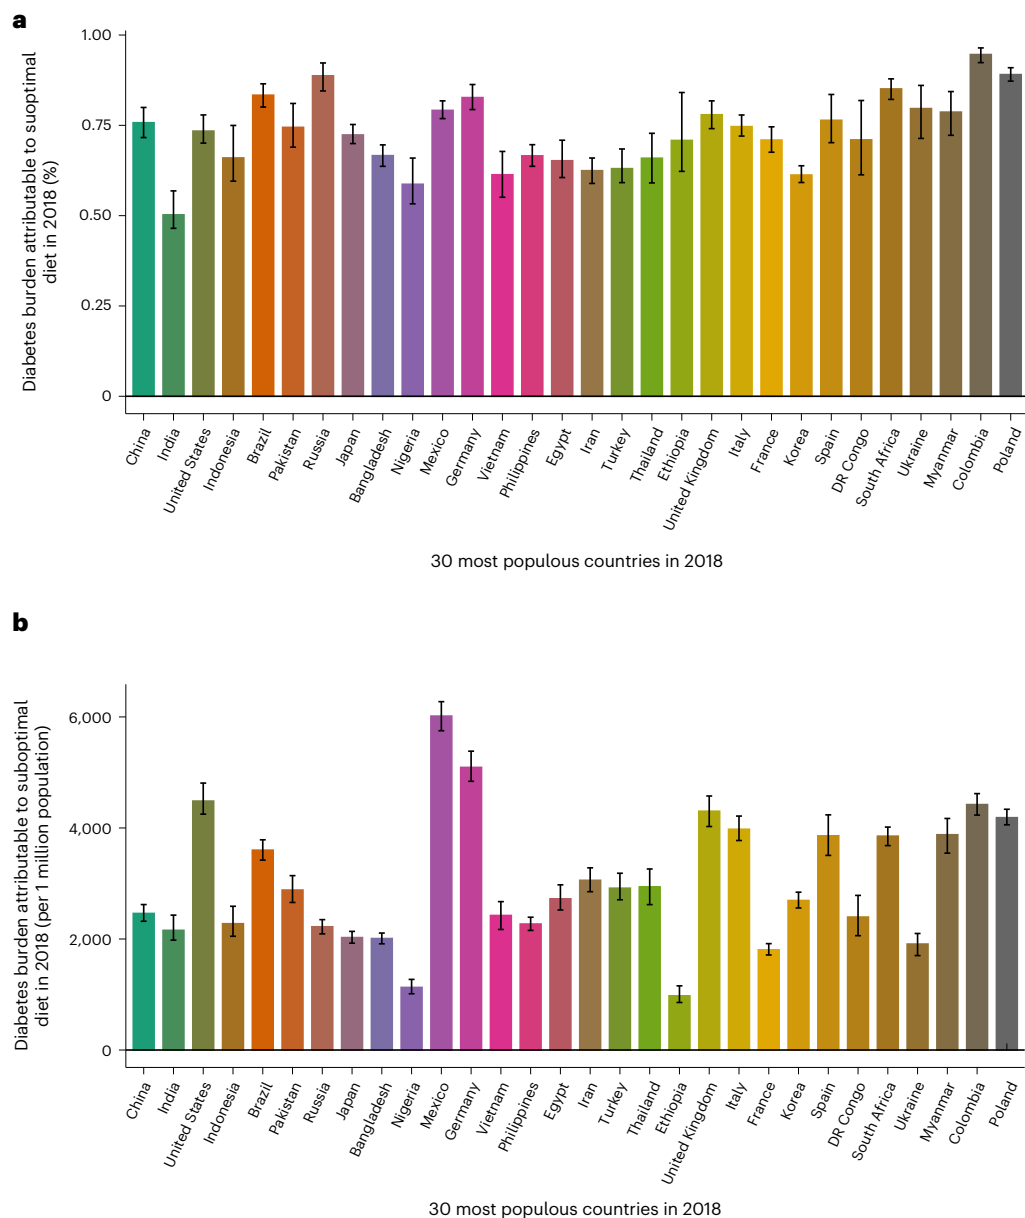 a
Diabetes burden attributable to suoptimal
diet in 2018 (%)
1.00
0.75
0.50
0.25
0
China
India
United States
Indonesia
Brazil
Pakistan
Russia
Japan
Bangladesh
Nigeria
Mexico
Germany
Vietnam
Philippines
Egypt
Iran
Turkey
Thailand
Ethiopia
United Kingdom
Italy
France
Korea
Spain
DR Congo
South Africa
Ukraine
Myanmar
Colombia
Poland
30 most populous countries in 2018
b
Diabetes burden attributable to suboptimal
diet in 2018 (per 1 million population)
6,000
4,000
2,000
0
China
India
United States
Indonesia
Brazil
Pakistan
Russia
Japan
Bangladesh
Nigeria
Mexico
Germany
Vietnam
Philippines
Egypt
Iran
Turkey
Thailand
Ethiopia
United Kingdom
Italy
France
Korea
Spain
DR Congo
South Africa
Ukraine
Myanmar
Colombia
Poland
30 most populous countries in 2018